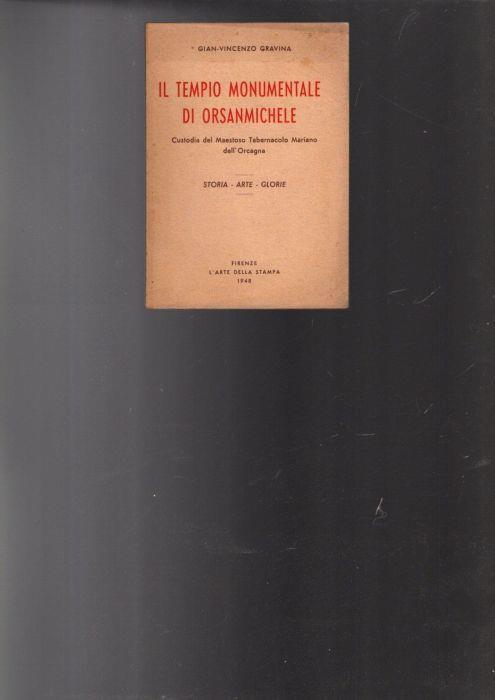 GIAN-VINCENZO GRAVINA
IL TEMPIO MONUMENTALE
DI ORSANMICHELE
Custodia del Maestoso Tabernacolo Mariano
dell'Orcagna
STORIA - ARTE - GLORIE
FIRENZE
L'ARTE DELLA STAMPA
1948